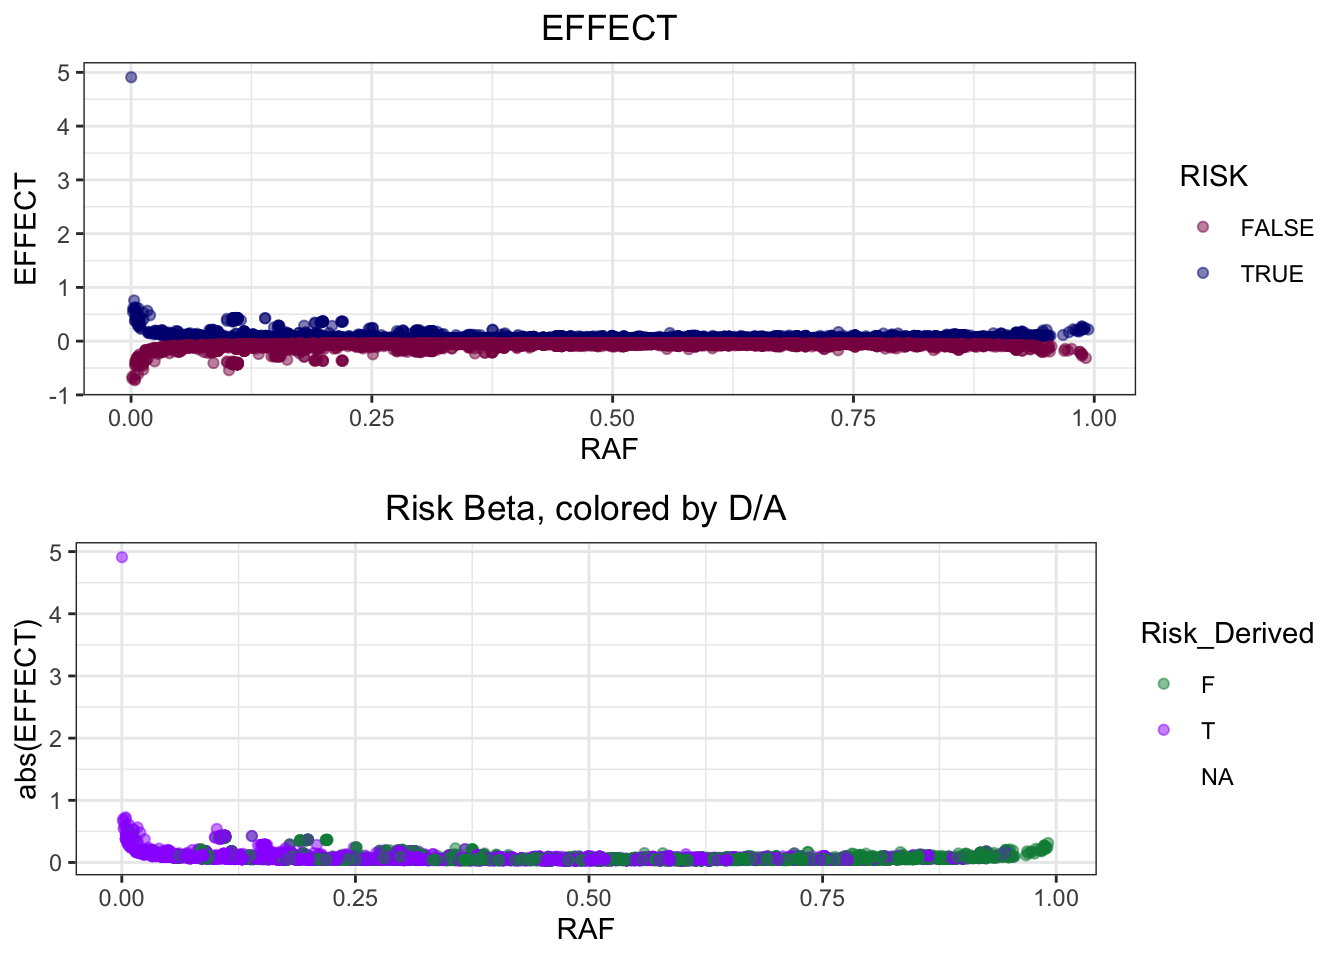 EFFECT
5
4
3
2
1
0
-1
EFFECT
0.00 0.25 0.50 0.75 1.00
RAF
RISK
FALSE
TRUE
Risk Beta, colored by D/A
5
4
3
2
1
0
abs(EFFECT)
0.00 0.25 0.50 0.75 1.00
RAF
Risk_Derived
F
T
NA